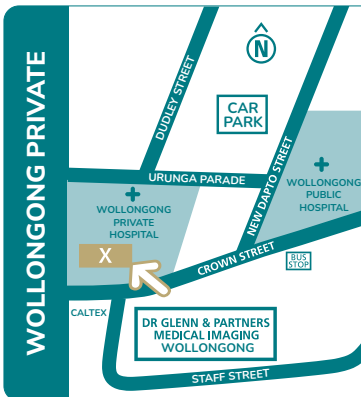 WOLLONGONG PRIVATE
N
DUDLEY STREET
CAR
PARK
NEW DAPTO STREET
URUNGA PARADE
WOLLONGONG
PRIVATE
HOSPITAL
WOLLONGONG
PUBLIC
HOSPITAL
X
CROWN STREET
BUS
STOP
CALTEX
DR GLENN & PARTNERS
MEDICAL IMAGING
WOLLONGONG
STAFF STREET